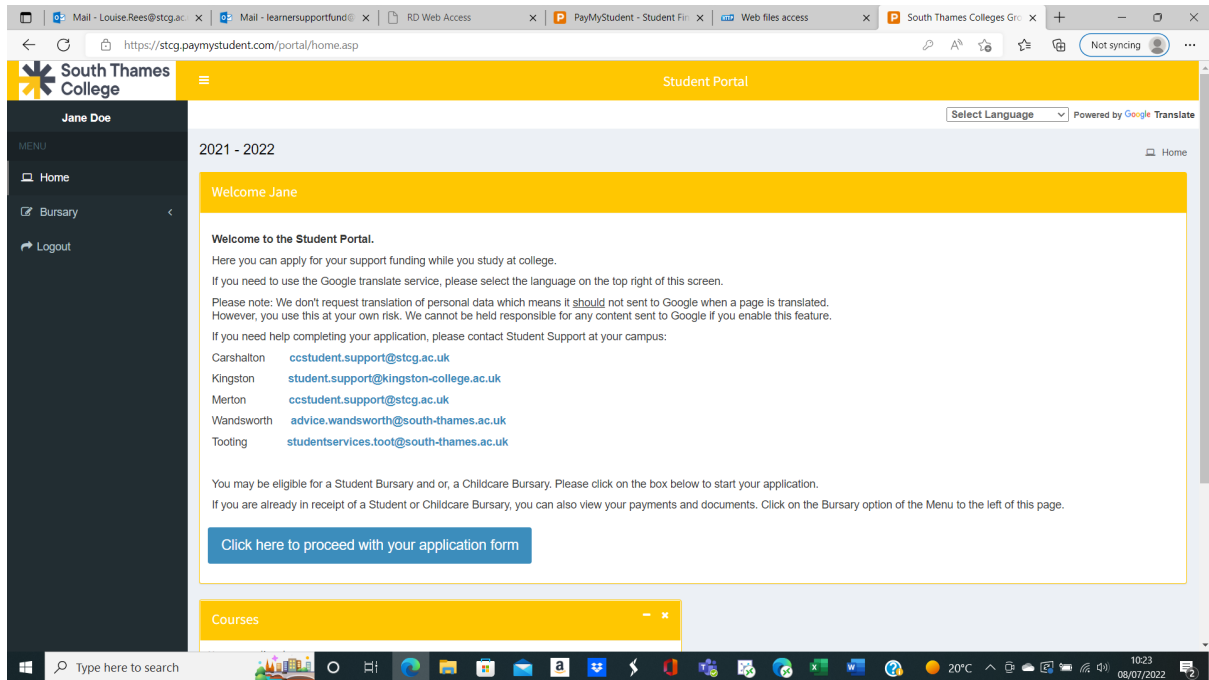 Mail - Louise.Rees@stcg.ac.
Mail - learnersupportfund@
RD Web Access
PayMyStudent - Student Fin
Web files access
South Thames Colleges Gro
https://stcg.paymystudent.com/portal/home.asp
Not syncing
South Thames
College
Student Portal
Jane Doe
Select Language
Powered by Google Translate
MENU
2021 - 2022
Home
Home
Welcome Jane
Bursary
Logout
Welcome to the Student Portal.
Here you can apply for your support funding while you study at college.
If you need to use the Google translate service, please select the language on the top right of this screen.
Please note: We don't request translation of personal data which means it should not sent to Google when a page is translated.
However, you use this at your own risk. We cannot be held responsible for any content sent to Google if you enable this feature.
If you need help completing your application, please contact Student Support at your campus:
Carshalton ccstudent.support@stcg.ac.uk
Kingston student.support@kingston-college.ac.uk
Merton ccstudent.support@stcg.ac.uk
Wandsworth advice.wandsworth@south-thames.ac.uk
Tooting studentservices.toot@south-thames.ac.uk
You may be eligible for a Student Bursary and or, a Childcare Bursary. Please click on the box below to start your application.
If you are already in receipt of a Student or Childcare Bursary, you can also view your payments and documents. Click on the Bursary option of the Menu to the left of this page.
Click here to proceed with your application form
Courses
Type here to search
20°C
10:23
08/07/2022
2